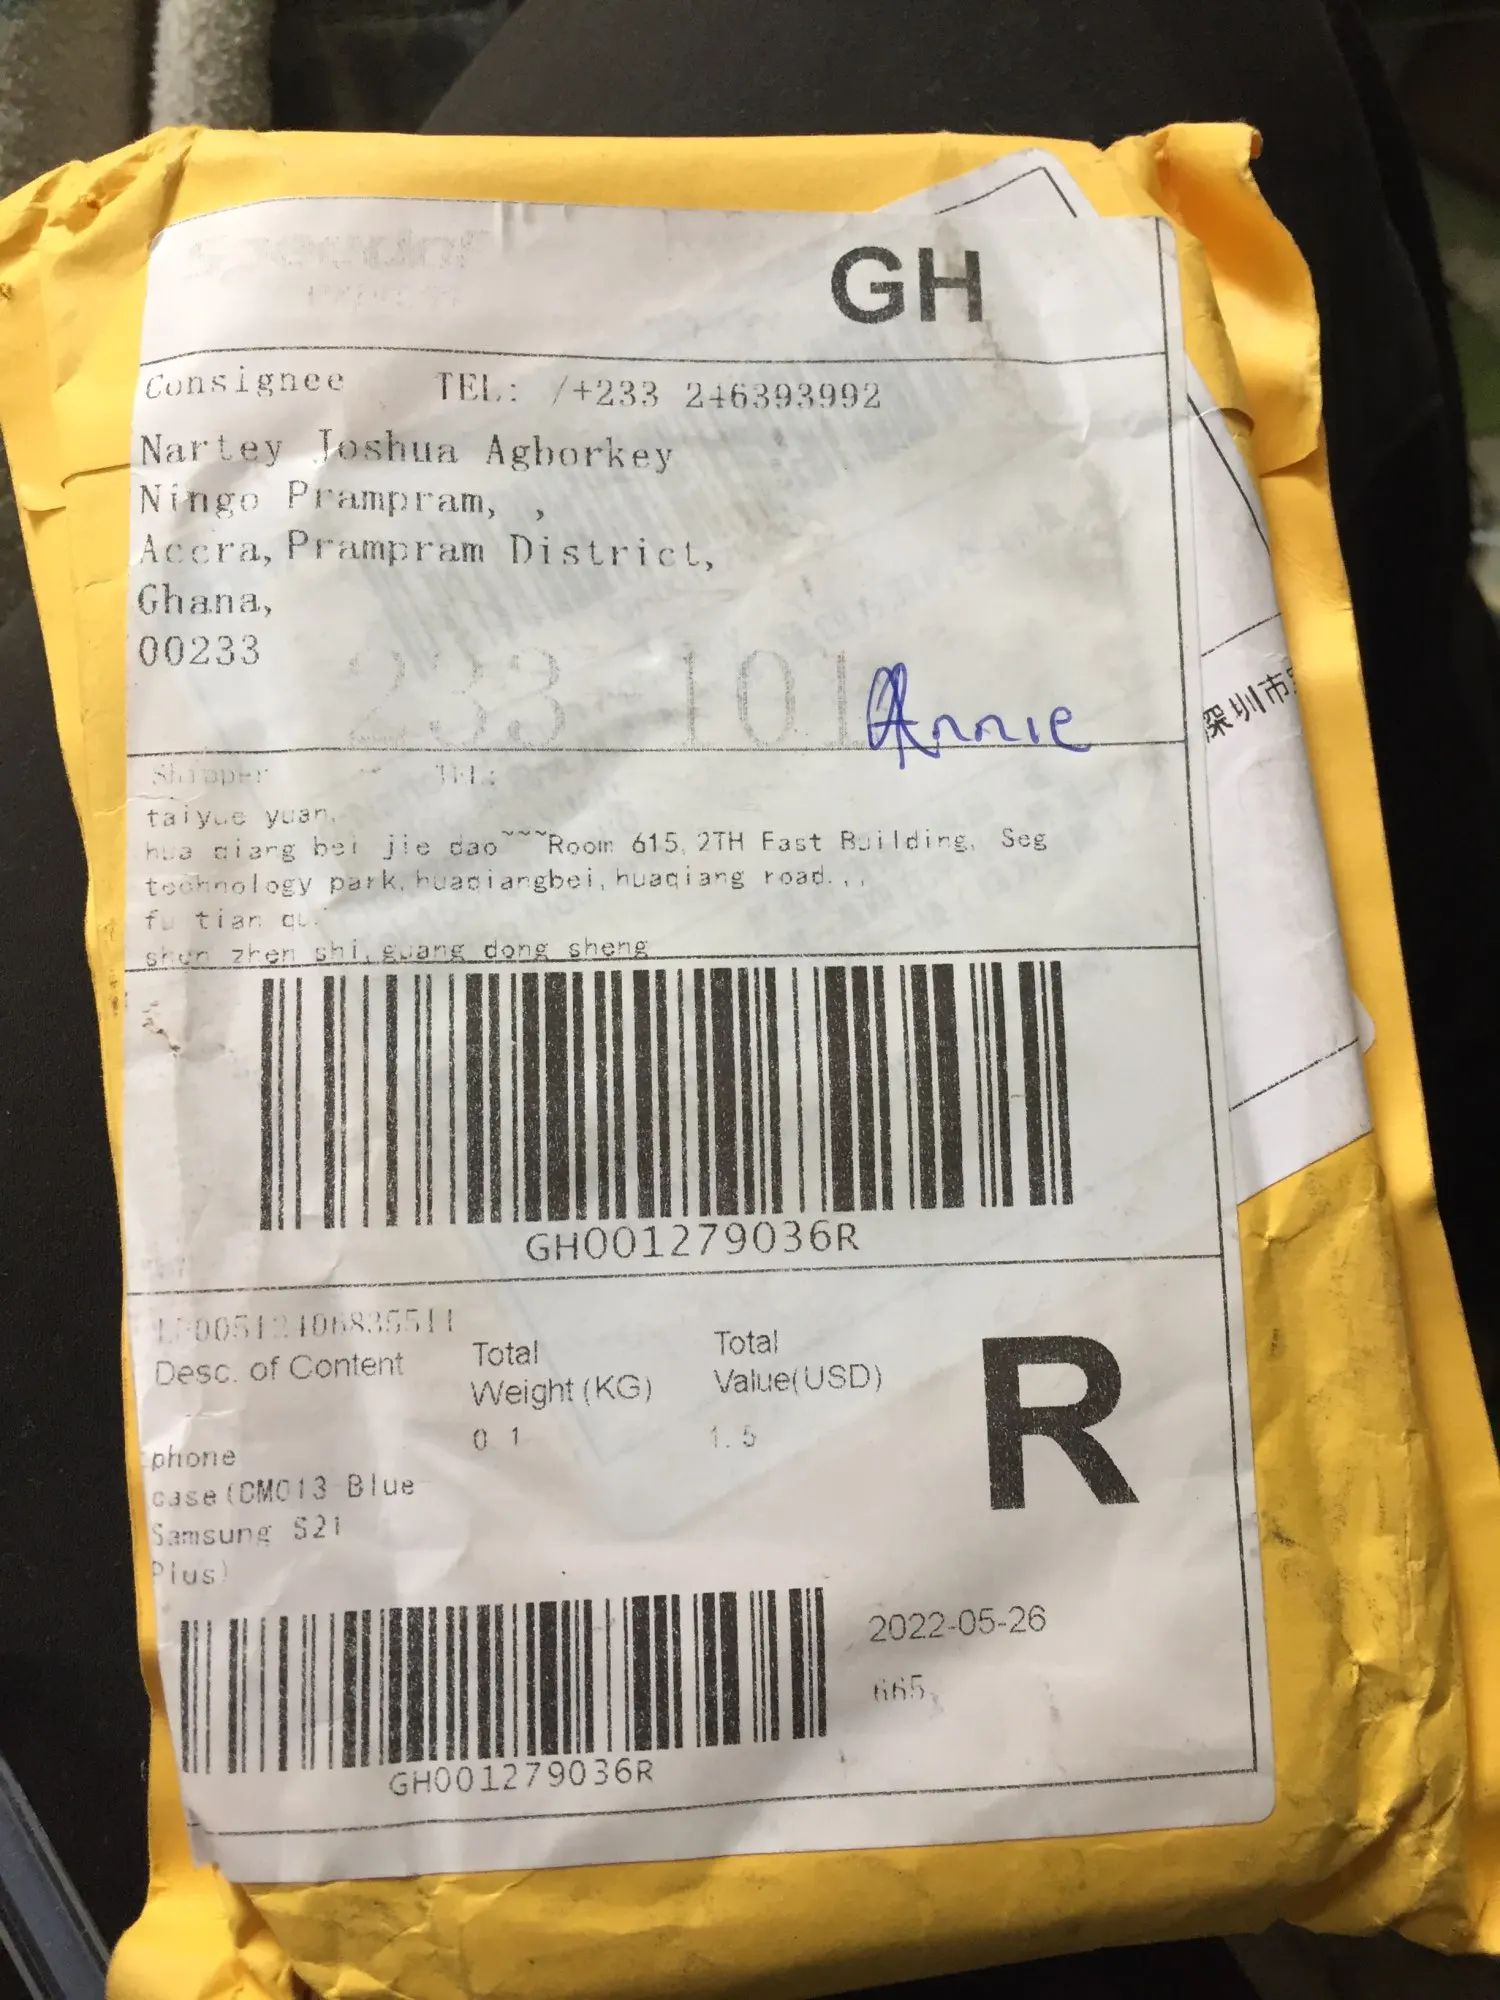 GH
Consignee TEL: /+233 246393992
Nartey Joshua Agborkey
Ningo Prampram, ,
Accra, Prampram District,
Ghana,
00233
233 101
Annie
深圳市
Shipper TEL:
taiyue yuan,
hua qiang bei jie dao~~~Room 615, 2TH East Building, Seg
technology park, huaqiangbei, huaqiang road. , ,
fu tian qu.
shen zhen shi, guang dong sheng
GH001279036R
Desc. of Content
Total Weight (KG)
Total Value(USD)
0 1
1. 5
phone
case(CM013 Blue
Samsung S21
Plus)
R
2022-05-26
665
GH001279036R